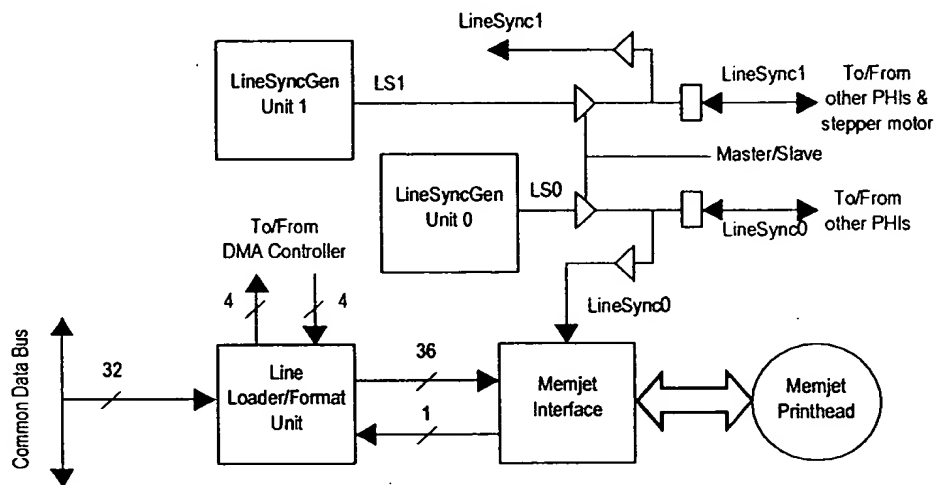 LineSync1
LineSyncGen
Unit 1
LS1
LineSync1
To/From
other PHIs &
stepper motor
Master/Slave
LineSyncGen
Unit 0
LS0
To/From
other PHIs
LineSync0
To/From
DMA Controller
4
4
LineSync0
Common Data Bus
32
Line
Loader/Format
Unit
36
1
Memjet
Interface
Memjet
Printhead